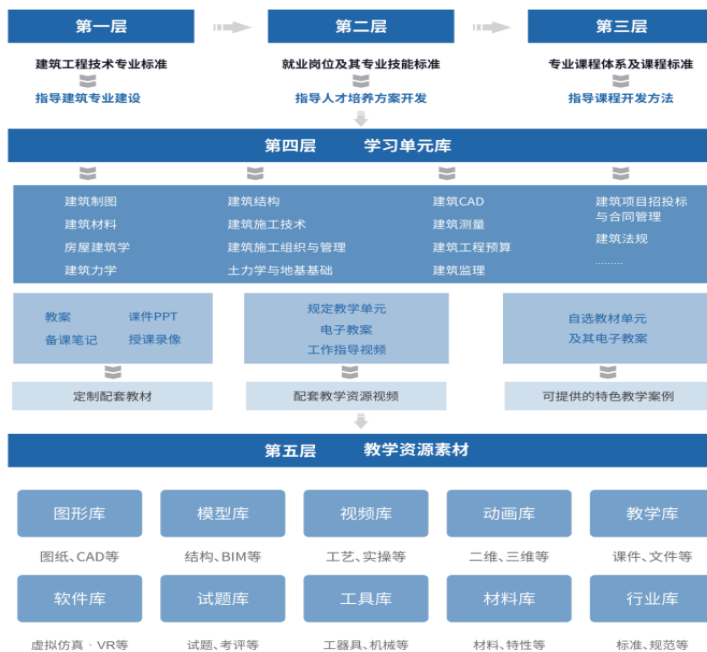 第一层
第二层
第三层
建筑工程技术专业标准
就业岗位及其专业技能标准
专业课程体系及课程标准
指导建筑专业建设
指导人才培养方案开发
指导课程开发方法
第四层 学习单元库
建筑制图
建筑材料
房屋建筑学
建筑力学
建筑结构
建筑施工技术
建筑施工组织与管理
土力学与地基基础
建筑CAD
建筑测量
建筑工程预算
建筑监理
建筑项目招投标
与合同管理
建筑法规
.........
教案 课件PPT
备课笔记 授课录像
规定教学单元
电子教案
工作指导视频
自选教材单元
及其电子教案
定制配套教材
配套教学资源视频
可提供的特色教学案例
第五层 教学资源素材
图形库
模型库
视频库
动画库
教学库
图纸、CAD等
结构、BIM等
工艺、实操等
二维、三维等
课件、文件等
软件库
试题库
工具库
材料库
行业库
虚拟仿真·VR等
试题、考评等
工器具、机械等
材料、特性等
标准、规范等